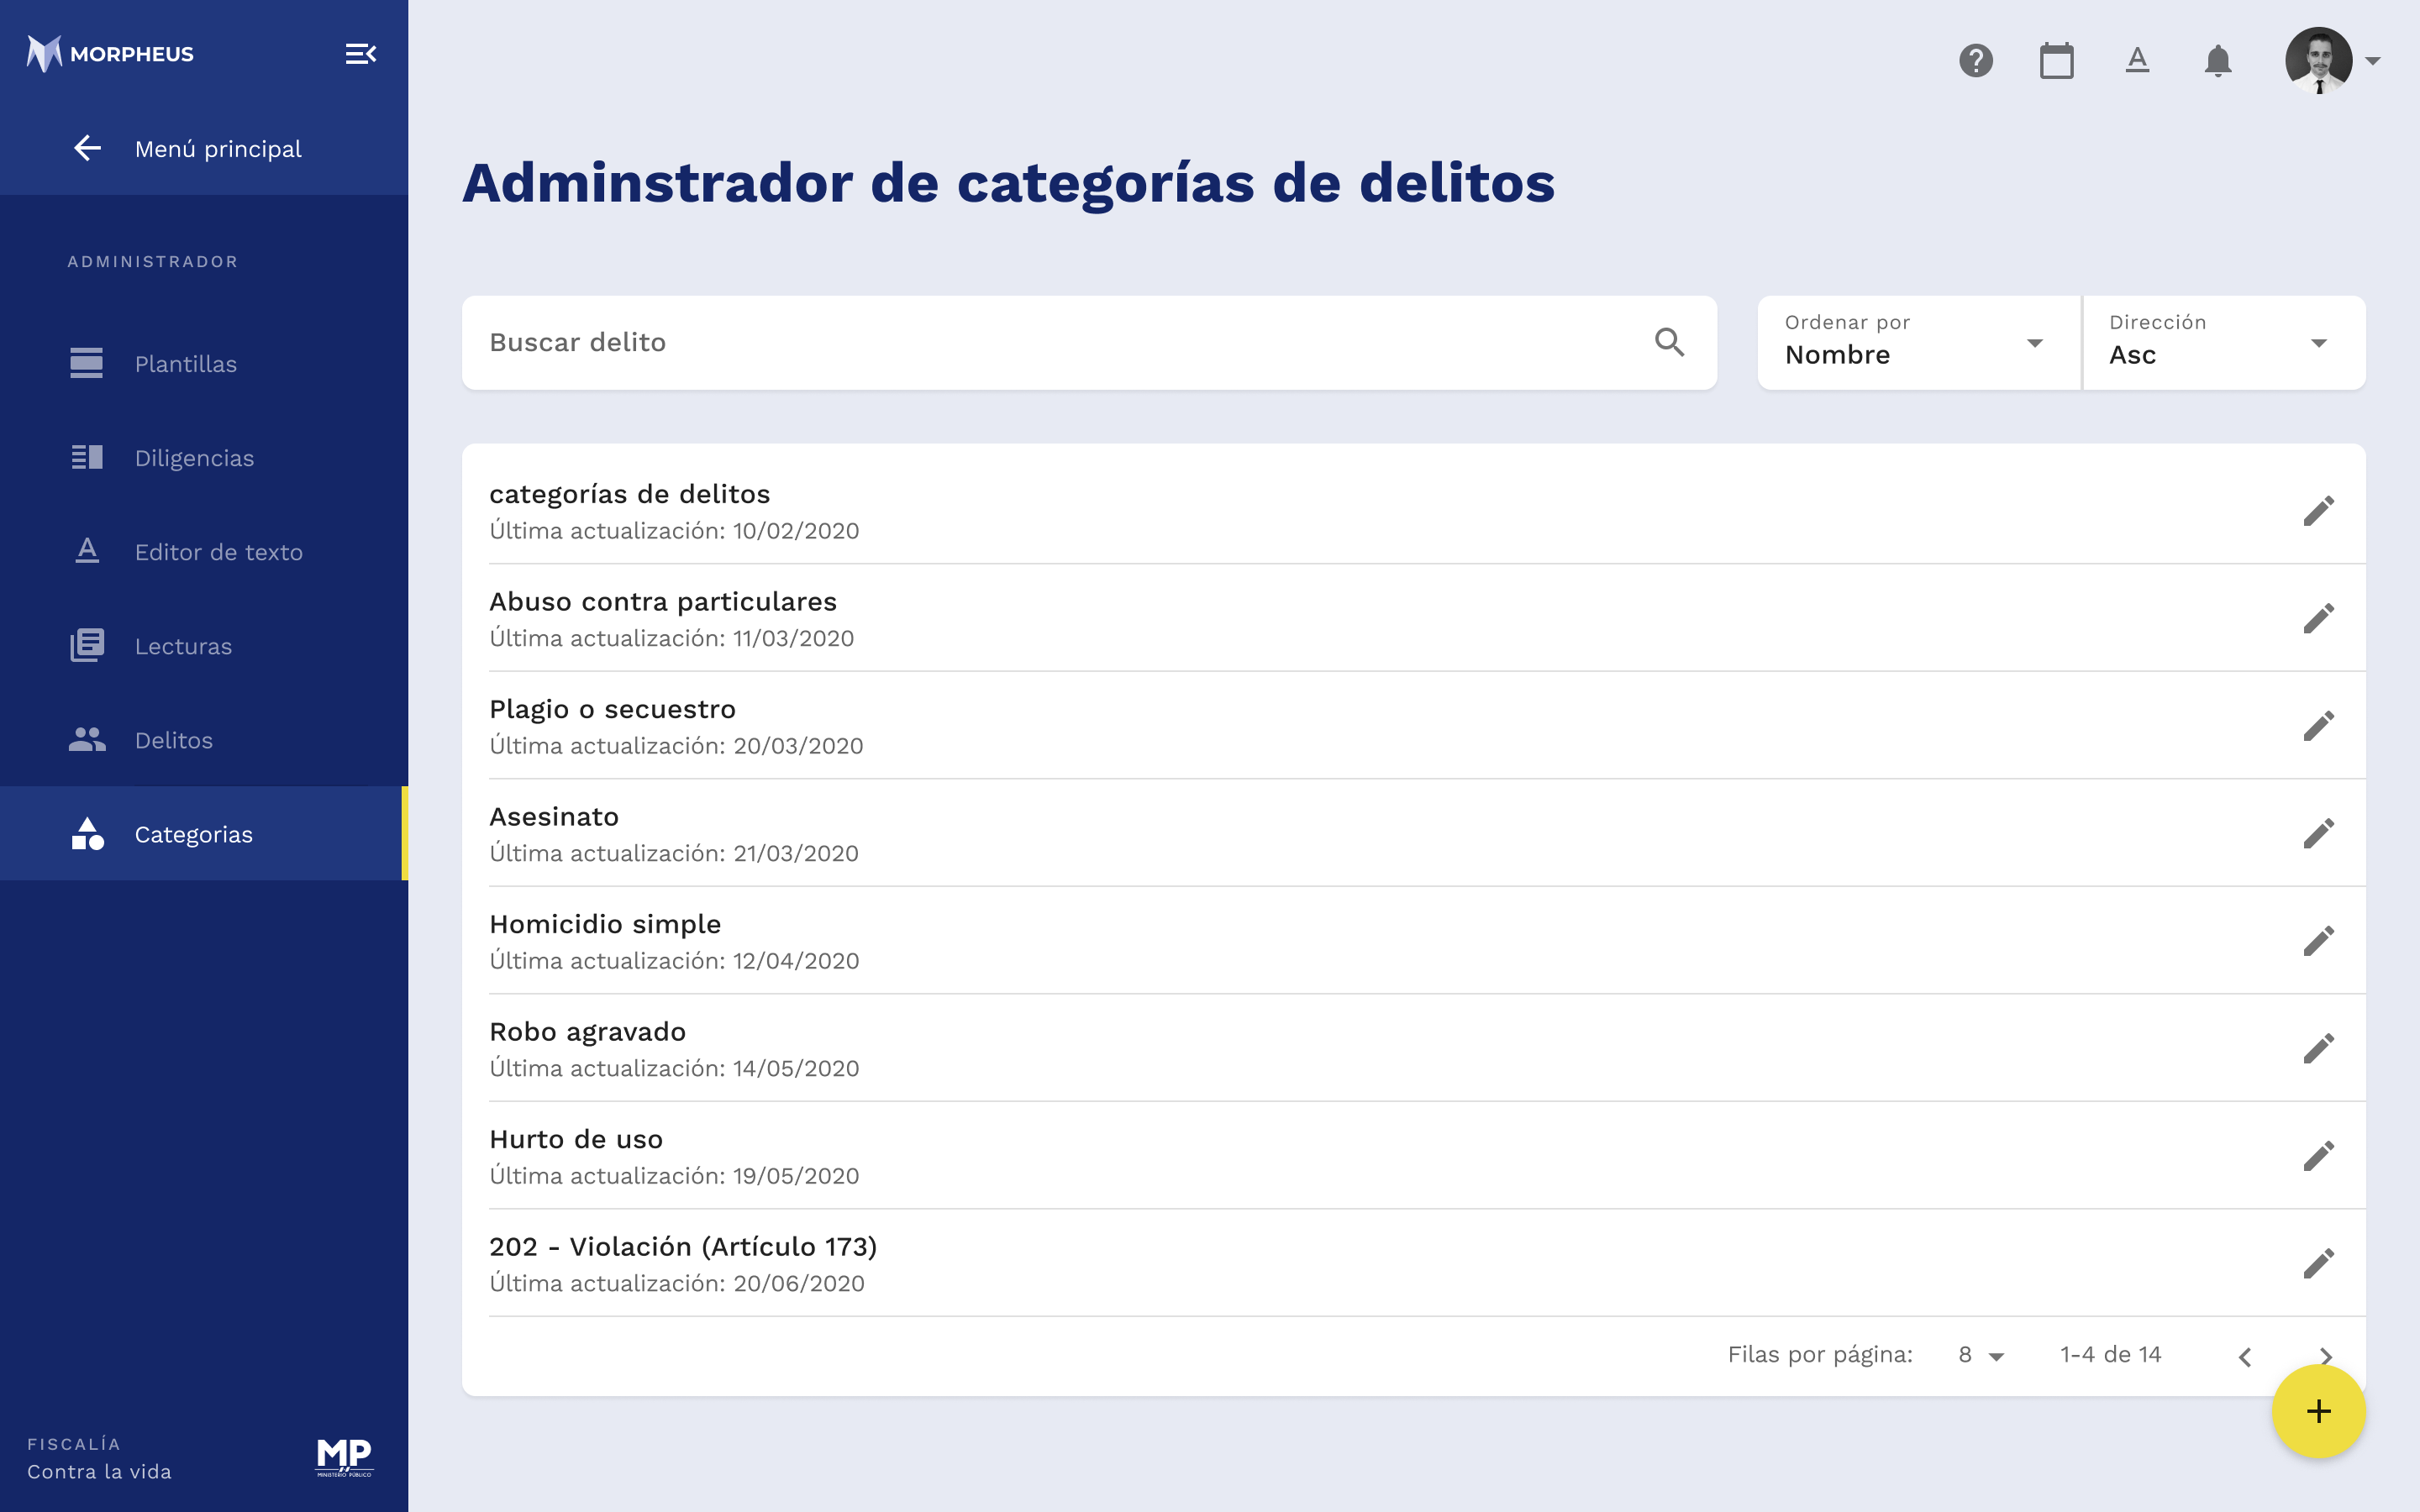 MORPHEUS
Menú principal
ADMINISTRADOR
Plantillas
Diligencias
A Editor de texto
Lecturas
Delitos
Categorias
FISCALÍA
Contra la vida
MP
MINISTERIO PÚBLICO
? A
Adminstrador de categorías de delitos
Buscar delito
Ordenar por
Nombre
Dirección
Asc
categorías de delitos
Última actualización: 10/02/2020
Abuso contra particulares
Última actualización: 11/03/2020
Plagio o secuestro
Última actualización: 20/03/2020
Asesinato
Última actualización: 21/03/2020
Homicidio simple
Última actualización: 12/04/2020
Robo agravado
Última actualización: 14/05/2020
Hurto de uso
Última actualización: 19/05/2020
202 - Violación (Artículo 173)
Última actualización: 20/06/2020
Filas por página: 8 1-4 de 14
+